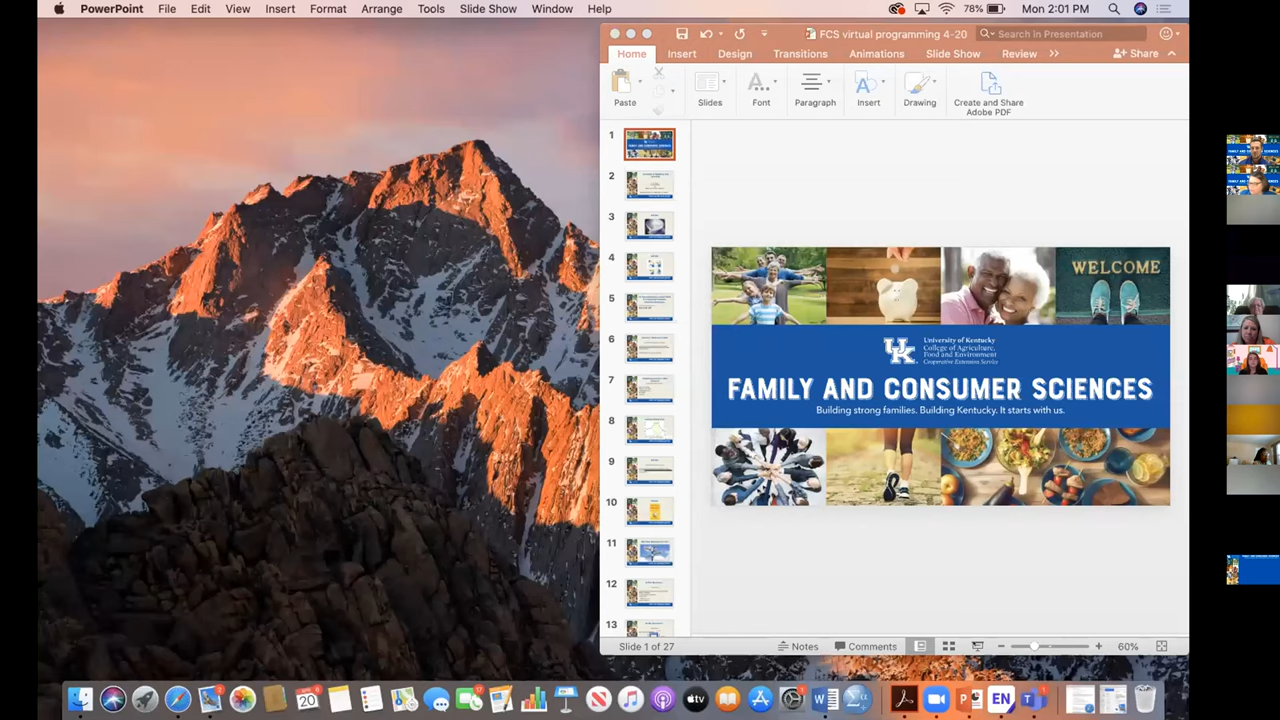 PowerPoint File Edit View Insert Format Arrange Tools Slide Show Window Help
78% Mon 2:01 PM
FCS virtual programming 4-20
Search in Presentation
Home Insert Design Transitions Animations Slide Show Review Share
Paste Slides Font Paragraph Insert Drawing Create and Share
Adobe PDF
1
2
3
4
5
6
7
8
9
10
11
12
13
WELCOME
UK
University of Kentucky
College of Agriculture,
Food and Environment
Cooperative Extension Service
FAMILY AND CONSUMER SCIENCES
Building strong families. Building Kentucky. It starts with us.
Slide 1 of 27 Notes Comments 60%
20
tv
EN